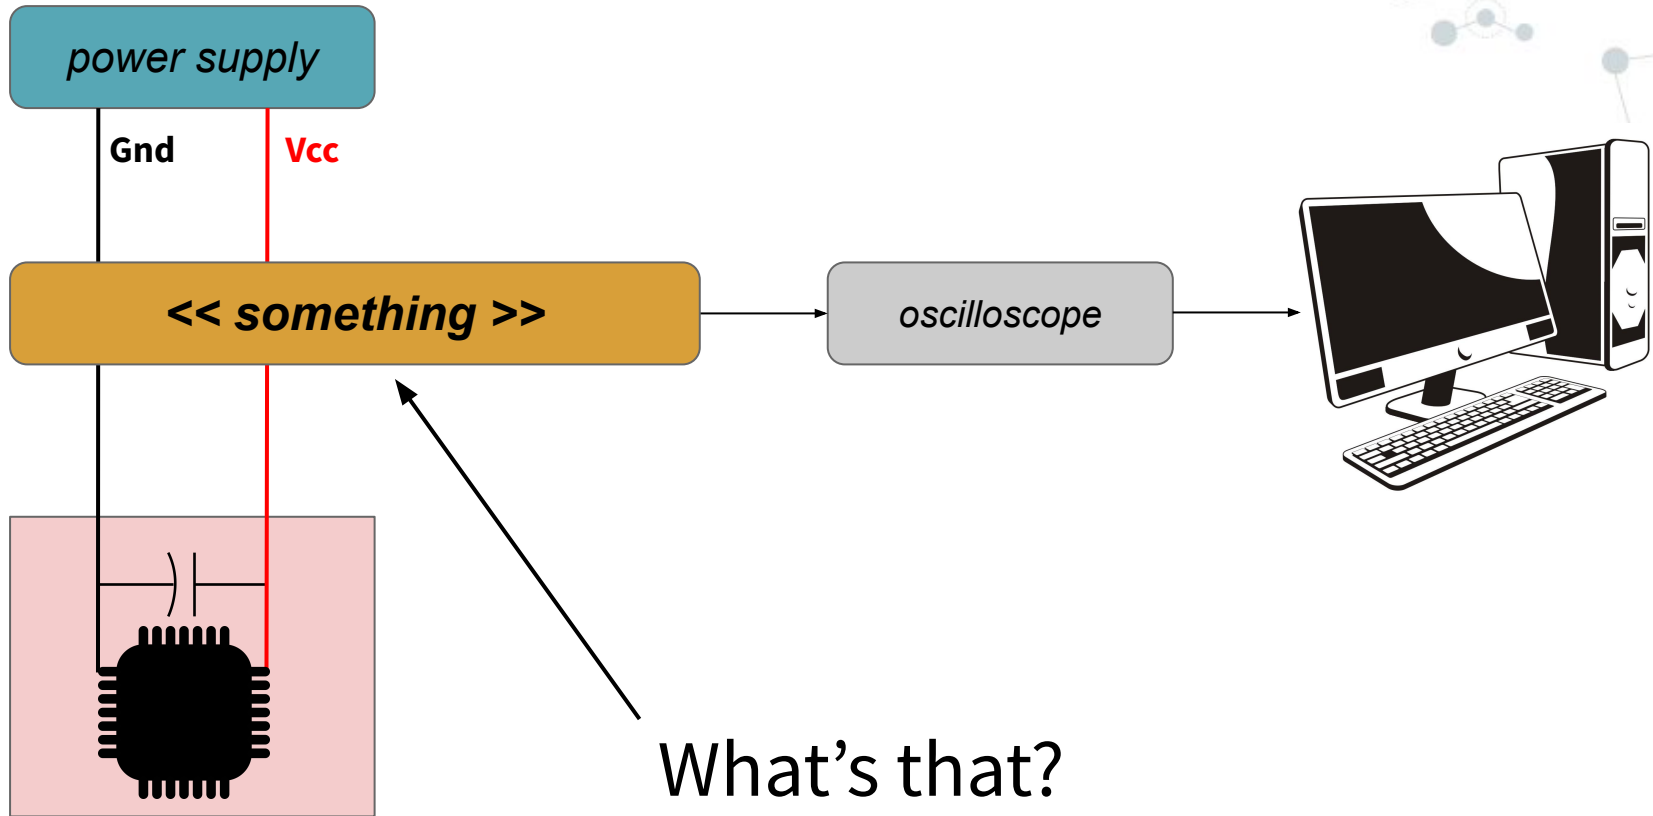 power supply
Gnd
Vcc
<< something >>
oscilloscope
What's that?